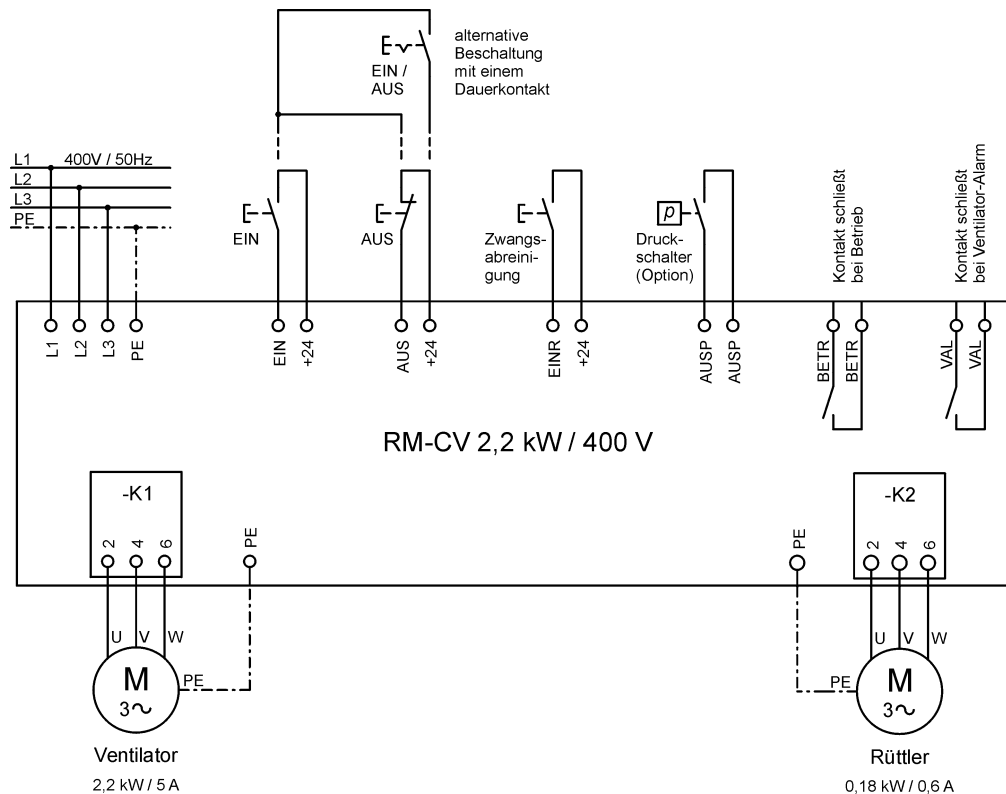 alternative
Beschaltung
mit einem
Dauerkontakt
EIN /
AUS
L1 400V / 50Hz
L2
L3
PE
EIN
AUS
Zwangs-
abreini-
gung
p
Druck-
schalter
(Option)
Kontakt schließt
bei Betrieb
Kontakt schließt
bei Ventilator-Alarm
L1
L2
L3
PE
EIN
+24
AUS
+24
EINR
+24
AUSP
AUSP
BETR
BETR
VAL
VAL
RM-CV 2,2 kW / 400 V
-K1
2 4 6
PE
U V W
M
3~
PE
Ventilator
2,2 kW / 5 A
-K2
2 4 6
PE
U V W
M
3~
PE
Rüttler
0,18 kW / 0,6 A